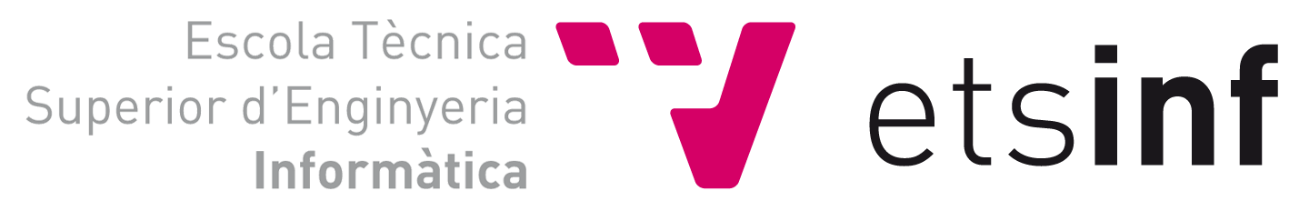 Escola Tècnica
Superior d’Enginyeria
Informàtica
etsinf